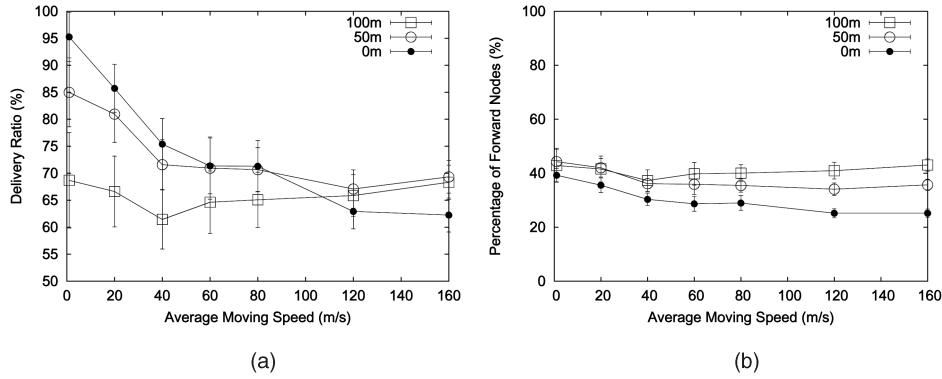 100
95
90
85
80
75
70
65
60
55
50
Delivery Ratio (%)
100m
50m
0m
0 20 40 60 80 100 120 140 160
Average Moving Speed (m/s)
(a)
100
80
60
40
20
0
Percentage of Forward Nodes (%)
100m
50m
0m
0 20 40 60 80 100 120 140 160
Average Moving Speed (m/s)
(b)